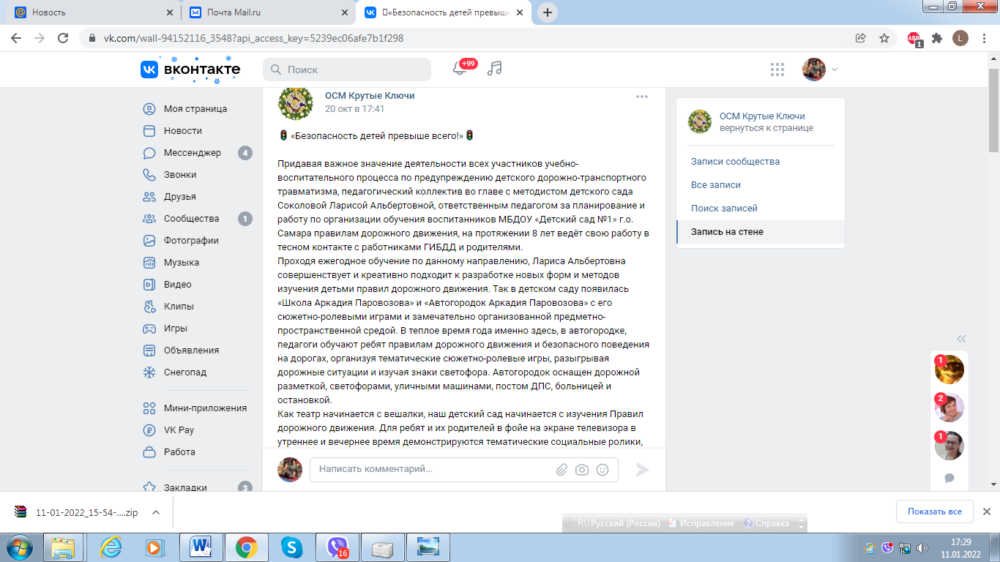 Новость
Почта Mail.ru
«Безопасность детей превыше
vk.com/wall-94152116_3548?api_access_key=5239ec06afe7b1f298
ABP
1
L
вконтакте
Поиск
+99
Моя страница
Новости
Мессенджер 4
Звонки
Друзья
Сообщества 1
Фотографии
Музыка
Видео
Клипы
Игры
Объявления
Снегопад
Мини-приложения
VK Pay
Работа
Закладки 3
ОСМ Крутые Ключи
20 окт в 17:41
«Безопасность детей превыше всего!»
Придавая важное значение деятельности всех участников учебно-
воспитательного процесса по предупреждению детского дорожно-транспортного
травматизма, педагогический коллектив во главе с методистом детского сада
Соколовой Ларисой Альбертовной, ответственным педагогом за планирование и
работу по организации обучения воспитанников МБДОУ «Детский сад №1» г.о.
Самара правилам дорожного движения, на протяжении 8 лет ведёт свою работу в
тесном контакте с работниками ГИБДД и родителями.
Проходя ежегодное обучение по данному направлению, Лариса Альбертовна
совершенствует и креативно подходит к разработке новых форм и методов
изучения детьми правил дорожного движения. Так в детском саду появилась
«Школа Аркадия Паровозова» и «Автогородок Аркадия Паровозова» с его
сюжетно-ролевыми играми и замечательно организованной предметно-
пространственной средой. В теплое время года именно здесь, в автогородке,
педагоги обучают ребят правилам дорожного движения и безопасного поведения
на дорогах, организуя тематические сюжетно-ролевые игры, разыгрывая
дорожные ситуации и изучая знаки светофора. Автогородок оснащен дорожной
разметкой, светофорами, уличными машинами, постом ДПС, больницей и
остановкой.
Как театр начинается с вешалки, наш детский сад начинается с изучения Правил
дорожного движения. Для ребят и их родителей в фойе на экране телевизора в
утреннее и вечернее время демонстрируются тематические социальные ролики,
Написать комментарий...
ОСМ Крутые Ключи
вернуться к странице
Записи сообщества
Все записи
Поиск записей
Запись на стене
1
2
1
11-01-2022_15-54-....zip
Показать все
RU Русский (Россия) Исправление Справка
16
17:29
11.01.2022